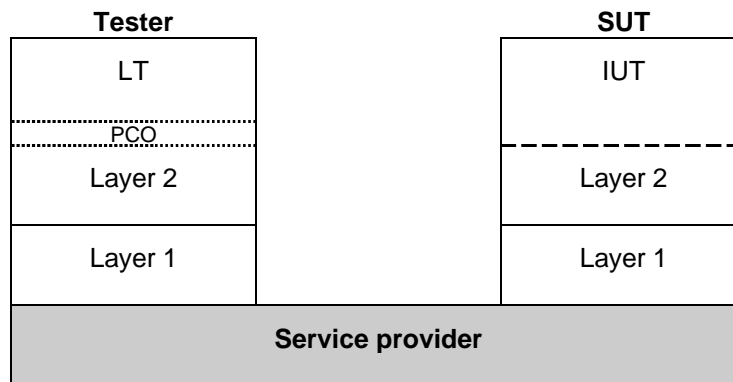 Tester
SUT
LT
IUT
PCO
Layer 2
Layer 2
Layer 1
Layer 1
Service provider